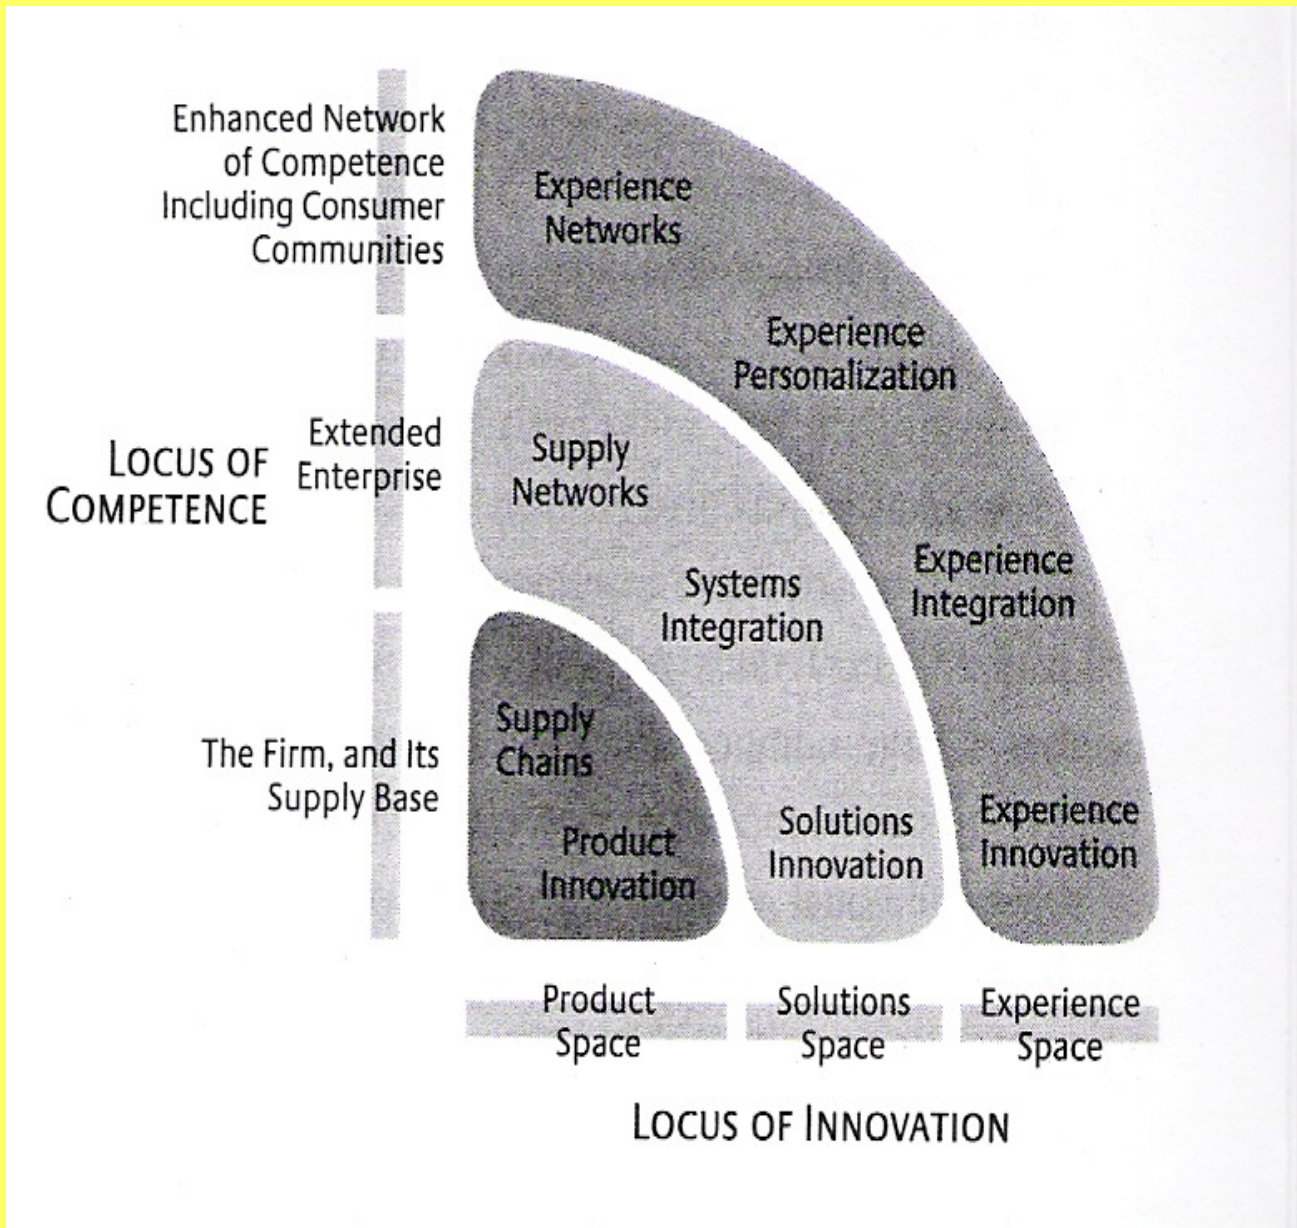 Enhanced Network
of Competence
Including Consumer
Communities
Experience
Networks
Experience
Personalization
LOCUS OF
COMPETENCE
Extended
Enterprise
Supply
Networks
Systems
Integration
Experience
Integration
The Firm, and Its
Supply Base
Supply
Chains
Product
Innovation
Solutions
Innovation
Experience
Innovation
Product
Space
Solutions
Space
Experience
Space
LOCUS OF INNOVATION